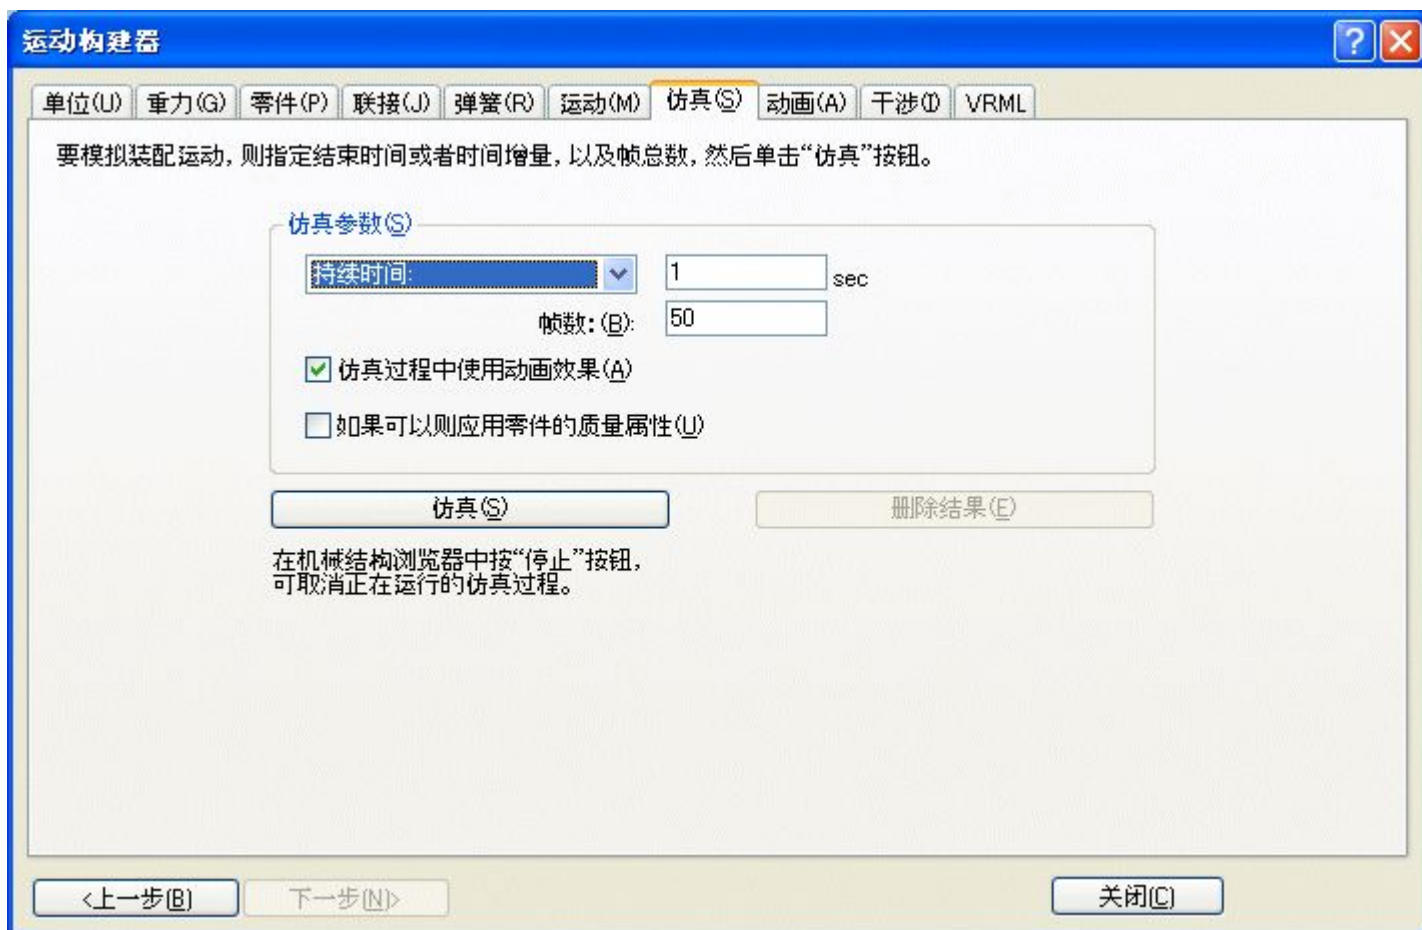 运动构建器
单位(U) 重力(G) 零件(P) 联接(J) 弹簧(R) 运动(M) 仿真(S) 动画(A) 干涉(I) VRML
要模拟装配运动,则指定结束时间或者时间增量,以及帧总数,然后单击“仿真”按钮。
仿真参数(S)
持续时间: 1 sec
帧数:(B): 50
仿真过程中使用动画效果(A)
如果可以则应用零件的质量属性(U)
仿真(S) 删除结果(E)
在机械结构浏览器中按“停止”按钮,
可取消正在运行的仿真过程。
<上一步(B) 下一步(N)> 关闭(C)